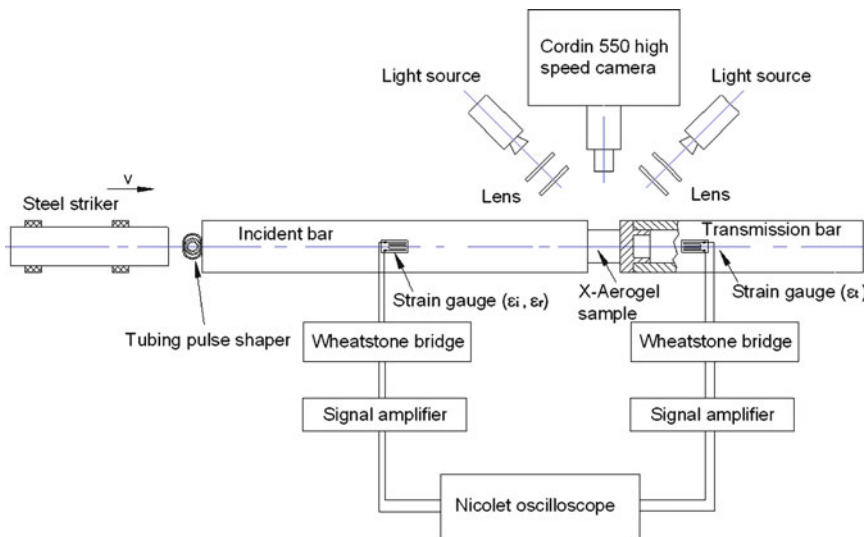 Cordin 550 high
speed camera
Light source
Light source
Lens
Lens
V
Steel striker
Incident bar
Transmission bar
Tubing pulse shaper
Strain gauge (εi , εr)
X-Aerogel
sample
Strain gauge (εt)
Wheatstone bridge
Wheatstone bridge
Signal amplifier
Signal amplifier
Nicolet oscilloscope